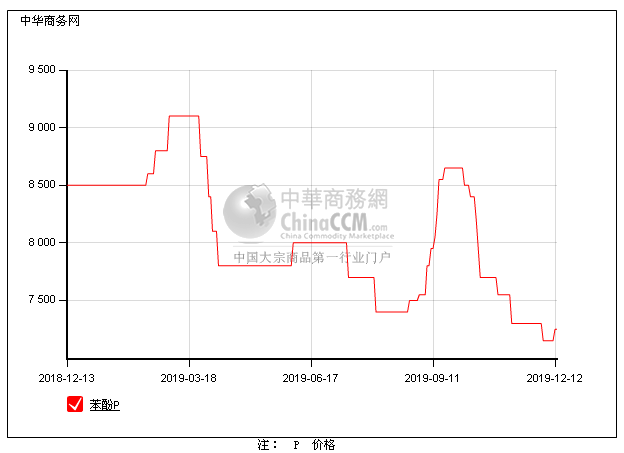 中华商务网
9 500
9 000
8 500
8 000
7 500
中華商務網
ChinaCCM.com
China Commodity Marketplace
中国大宗商品第一行业门户
2018-12-13
2019-03-18
2019-06-17
2019-09-11
2019-12-12
苯酚P
注： P 价格